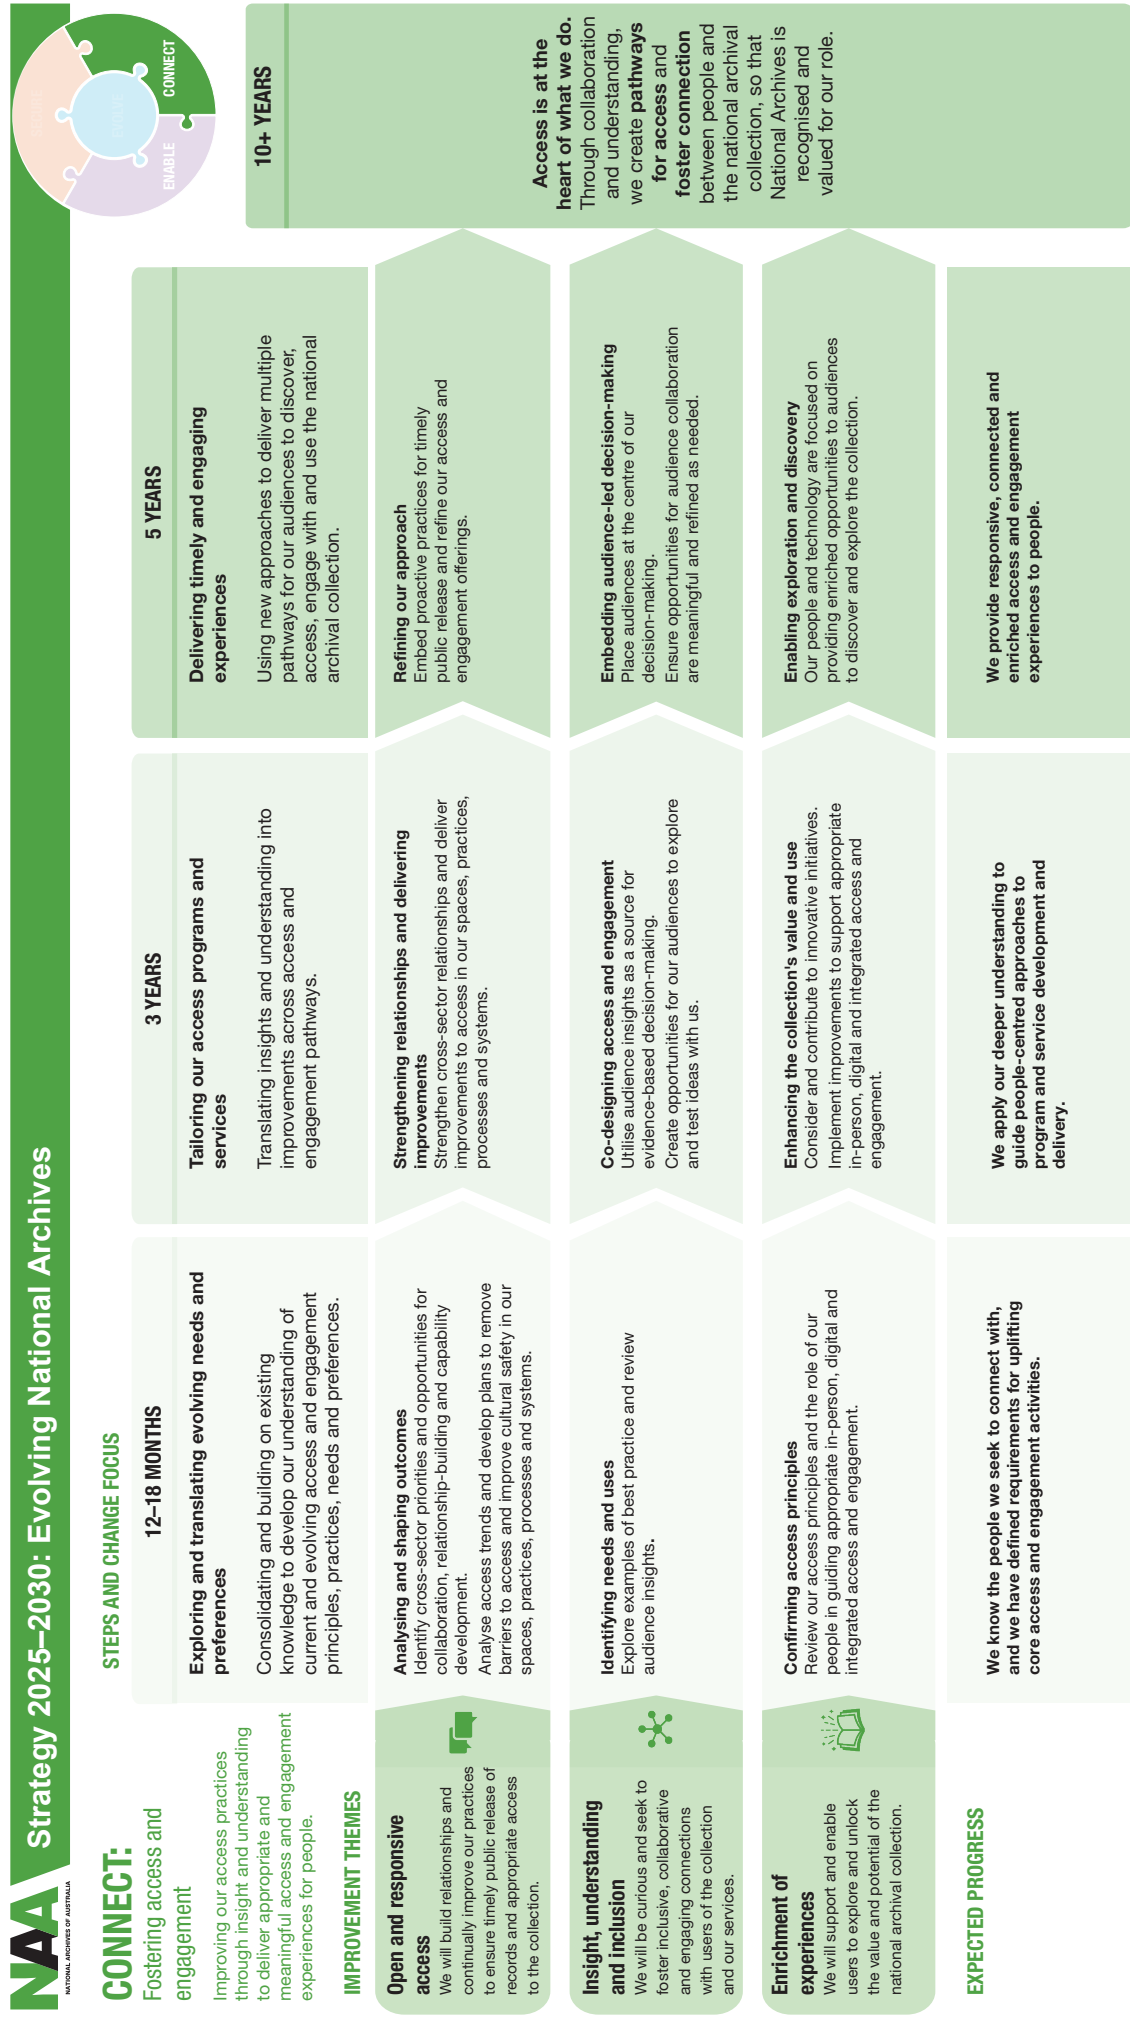 NAA
NATIONAL ARCHIVES OF AUSTRALIA
Strategy 2025–2030: Evolving National Archives
ENABLE
CONNECT
CONNECT:
Fostering access and
engagement
Improving our access practices
through insight and understanding
to deliver appropriate and
meaningful access and engagement
experiences for people.
STEPS AND CHANGE FOCUS
12–18 MONTHS
Exploring and translating evolving needs and
preferences
Consolidating and building on existing
knowledge to develop our understanding of
current and evolving access and engagement
principles, practices, needs and preferences.
3 YEARS
Tailoring our access programs and
services
Translating insights and understanding into
improvements across access and
engagement pathways.
5 YEARS
Delivering timely and engaging
experiences
Using new approaches to deliver multiple
pathways for our audiences to discover,
access, engage with and use the national
archival collection.
10+ YEARS
Access is at the
heart of what we do.
Through collaboration
and understanding,
we create pathways
for access and
foster connection
between people and
the national archival
collection, so that
National Archives is
recognised and
valued for our role.
IMPROVEMENT THEMES
Open and responsive
access
We will build relationships and
continually improve our practices
to ensure timely public release of
records and appropriate access
to the collection.
Analysing and shaping outcomes
Identify cross-sector priorities and opportunities for
collaboration, relationship-building and capability
development.
Analyse access trends and develop plans to remove
barriers to access and improve cultural safety in our
spaces, practices, processes and systems.
Strengthening relationships and delivering
improvements
Strengthen cross-sector relationships and deliver
improvements to access in our spaces, practices,
processes and systems.
Refining our approach
Embed proactive practices for timely
public release and refine our access and
engagement offerings.
Insight, understanding
and inclusion
We will be curious and seek to
foster inclusive, collaborative
and engaging connections
with users of the collection
and our services.
Identifying needs and uses
Explore examples of best practice and review
audience insights.
Co-designing access and engagement
Utilise audience insights as a source for
evidence-based decision-making.
Create opportunities for our audiences to explore
and test ideas with us.
Embedding audience-led decision-making
Place audiences at the centre of our
decision-making.
Ensure opportunities for audience collaboration
are meaningful and refined as needed.
Enrichment of
experiences
We will support and enable
users to explore and unlock
the value and potential of the
national archival collection.
Confirming access principles
Review our access principles and the role of our
people in guiding appropriate in-person, digital and
integrated access and engagement.
Enhancing the collection's value and use
Consider and contribute to innovative initiatives.
Implement improvements to support appropriate
in-person, digital and integrated access and
engagement.
Enabling exploration and discovery
Our people and technology are focused on
providing enriched opportunities to audiences
to discover and explore the collection.
EXPECTED PROGRESS
We know the people we seek to connect with,
and we have defined requirements for uplifting
core access and engagement activities.
We apply our deeper understanding to
guide people-centred approaches to
program and service development and
delivery.
We provide responsive, connected and
enriched access and engagement
experiences to people.